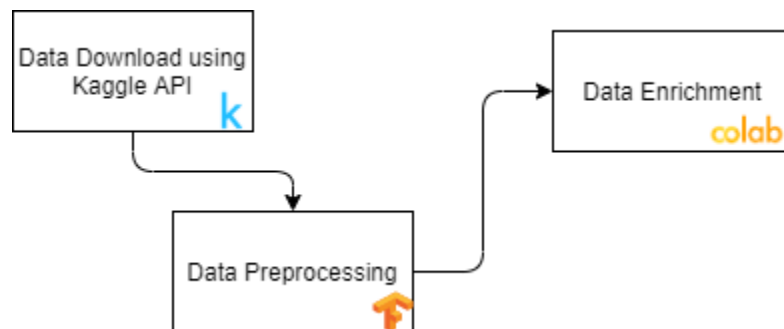 Data Download using
Kaggle API
k
Data Enrichment
colab
Data Preprocessing